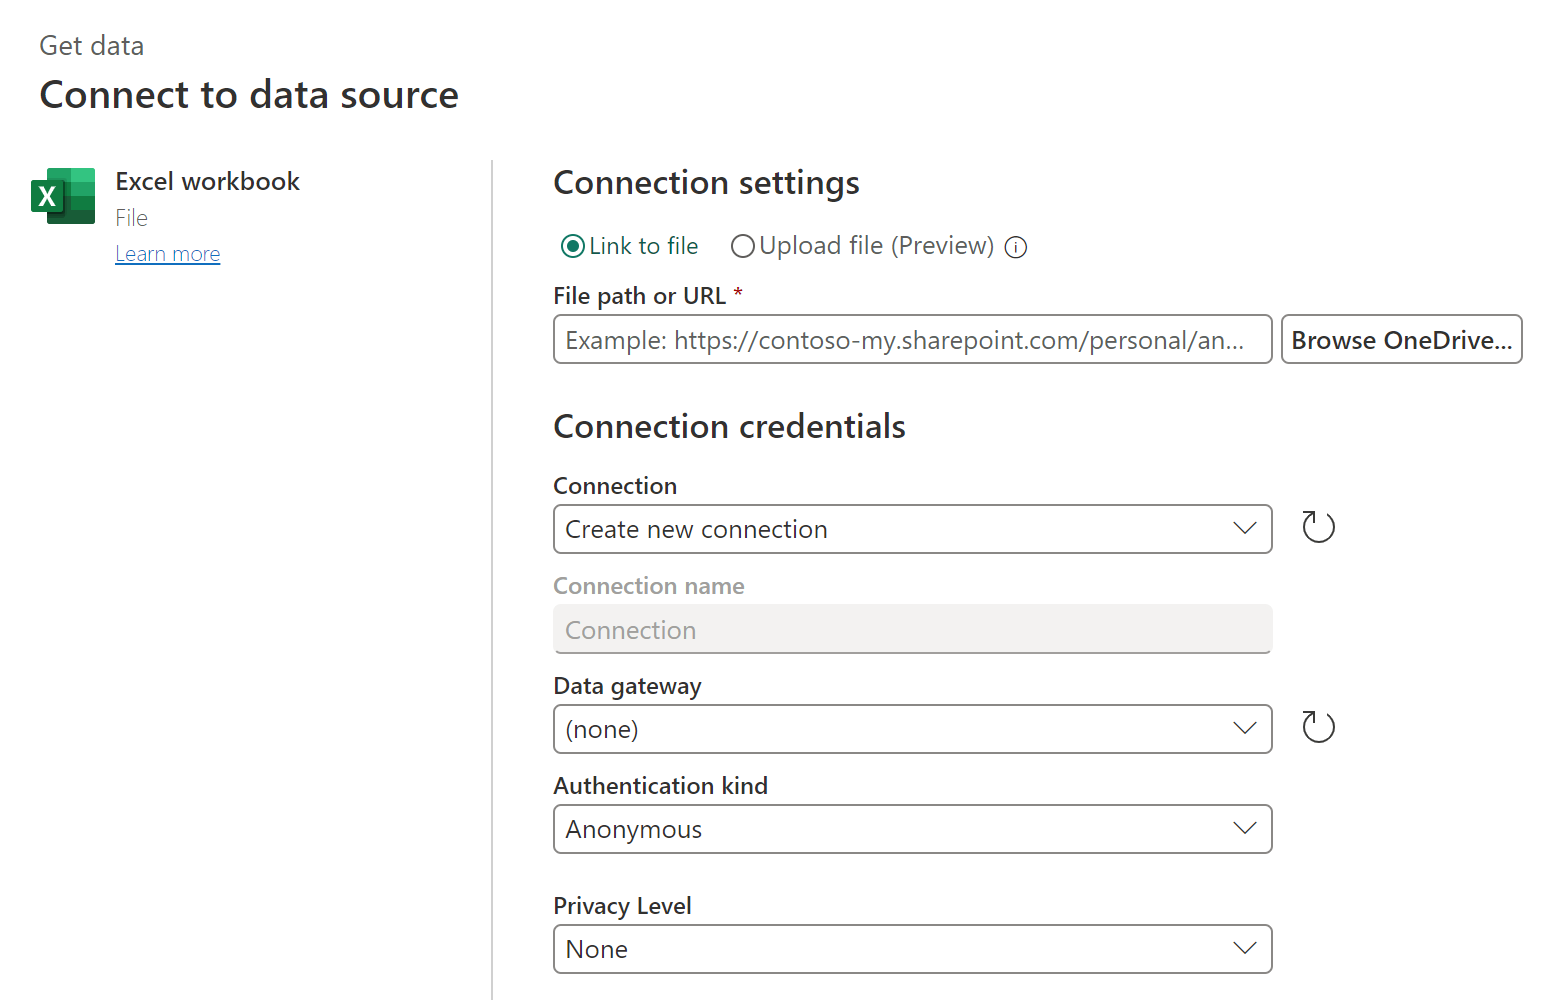 Get data
Connect to data source
X
Excel workbook
File
Learn more
Connection settings
Link to file Upload file (Preview)
File path or URL *
Example: https://contoso-my.sharepoint.com/personal/an... Browse OneDrive...
Connection credentials
Connection
Create new connection
Connection name
Connection
Data gateway
(none)
Authentication kind
Anonymous
Privacy Level
None